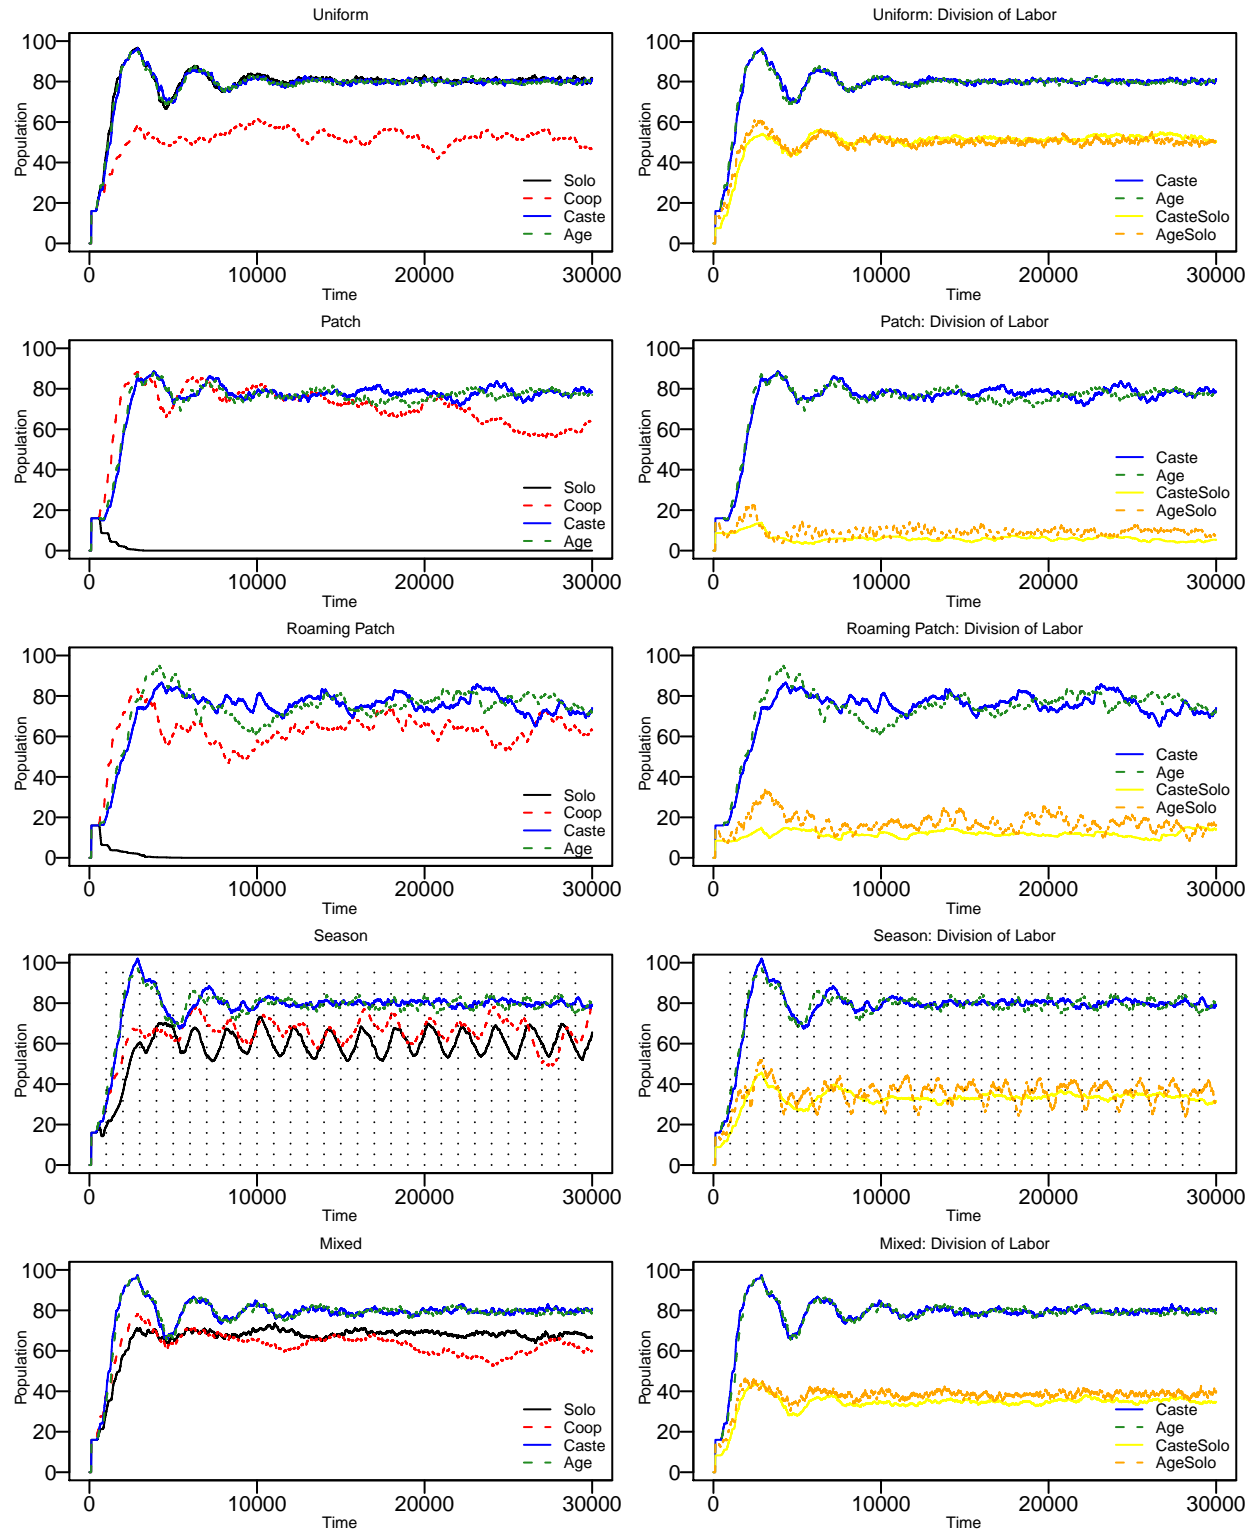 Uniform
Population
100
80
60
40
20
0
Solo
Coop
Caste
Age
0 10000 20000 30000
Time
Uniform: Division of Labor
Population
100
80
60
40
20
0
Caste
Age
CasteSolo
AgeSolo
0 10000 20000 30000
Time
Patch
Population
100
80
60
40
20
0
Solo
Coop
Caste
Age
0 10000 20000 30000
Time
Patch: Division of Labor
Population
100
80
60
40
20
0
Caste
Age
CasteSolo
AgeSolo
0 10000 20000 30000
Time
Roaming Patch
Population
100
80
60
40
20
0
Solo
Coop
Caste
Age
0 10000 20000 30000
Time
Roaming Patch: Division of Labor
Population
100
80
60
40
20
0
Caste
Age
CasteSolo
AgeSolo
0 10000 20000 30000
Time
Season
Population
100
80
60
40
20
0
0 10000 20000 30000
Time
Season: Division of Labor
Population
100
80
60
40
20
0
0 10000 20000 30000
Time
Mixed
Population
100
80
60
40
20
0
Solo
Coop
Caste
Age
0 10000 20000 30000
Time
Mixed: Division of Labor
Population
100
80
60
40
20
0
Caste
Age
CasteSolo
AgeSolo
0 10000 20000 30000
Time